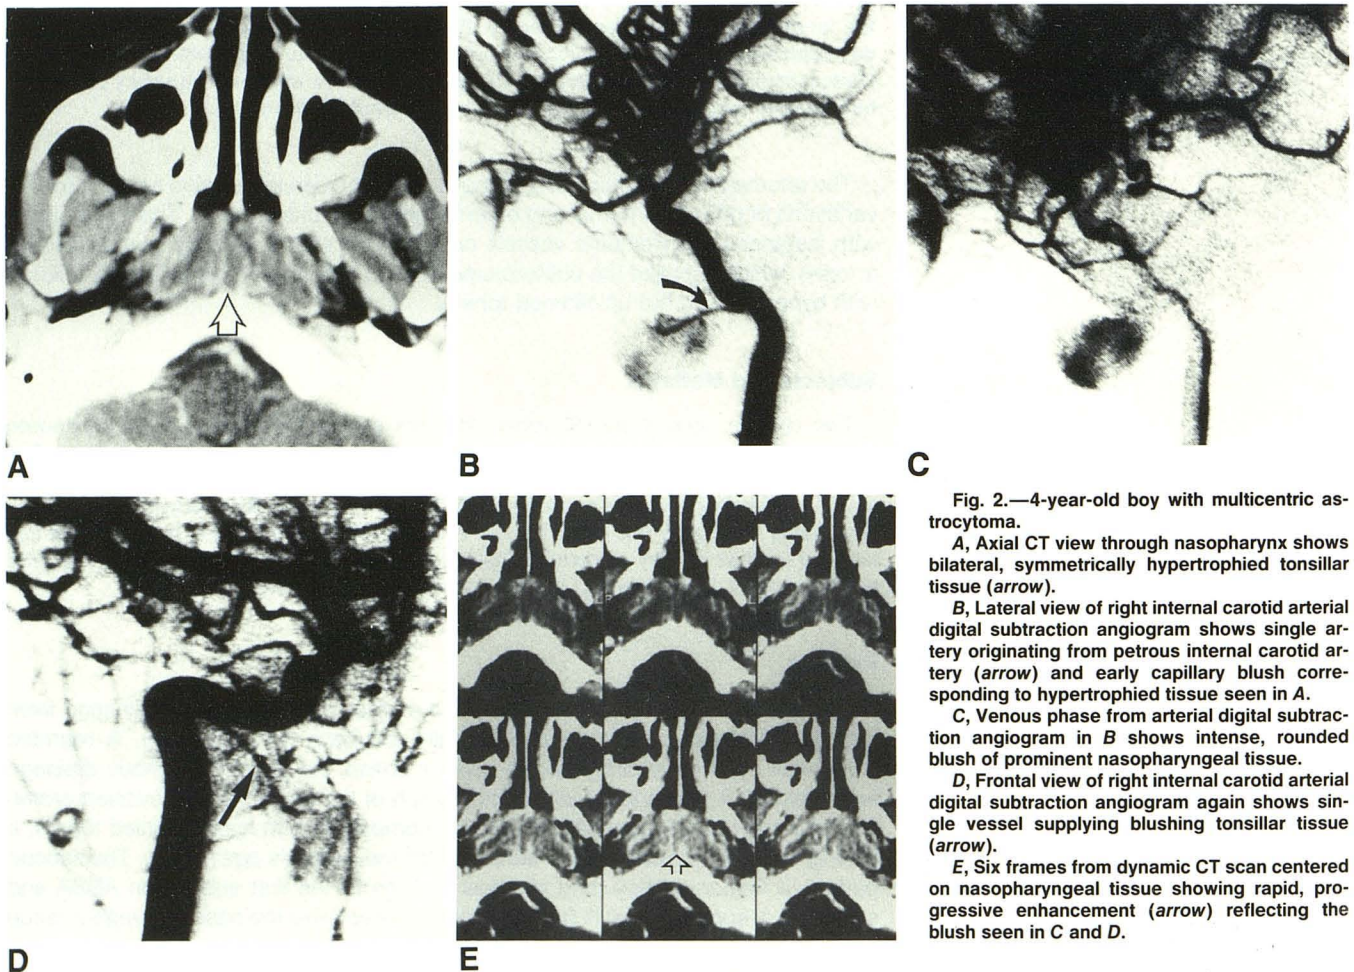 A
B
C
D
E
Fig. 2.—4-year-old boy with multicentric as-
trocytoma.
A, Axial CT view through nasopharynx shows
bilateral, symmetrically hypertrophied tonsillar
tissue (arrow).
B, Lateral view of right internal carotid arterial
digital subtraction angiogram shows single ar-
tery originating from petrous internal carotid ar-
tery (arrow) and early capillary blush corre-
sponding to hypertrophied tissue seen in A.
C, Venous phase from arterial digital subtrac-
tion angiogram in B shows intense, rounded
blush of prominent nasopharyngeal tissue.
D, Frontal view of right internal carotid arterial
digital subtraction angiogram again shows sin-
gle vessel supplying blushing tonsillar tissue
(arrow).
E, Six frames from dynamic CT scan centered
on nasopharyngeal tissue showing rapid, pro-
gressive enhancement (arrow) reflecting the
blush seen in C and D.